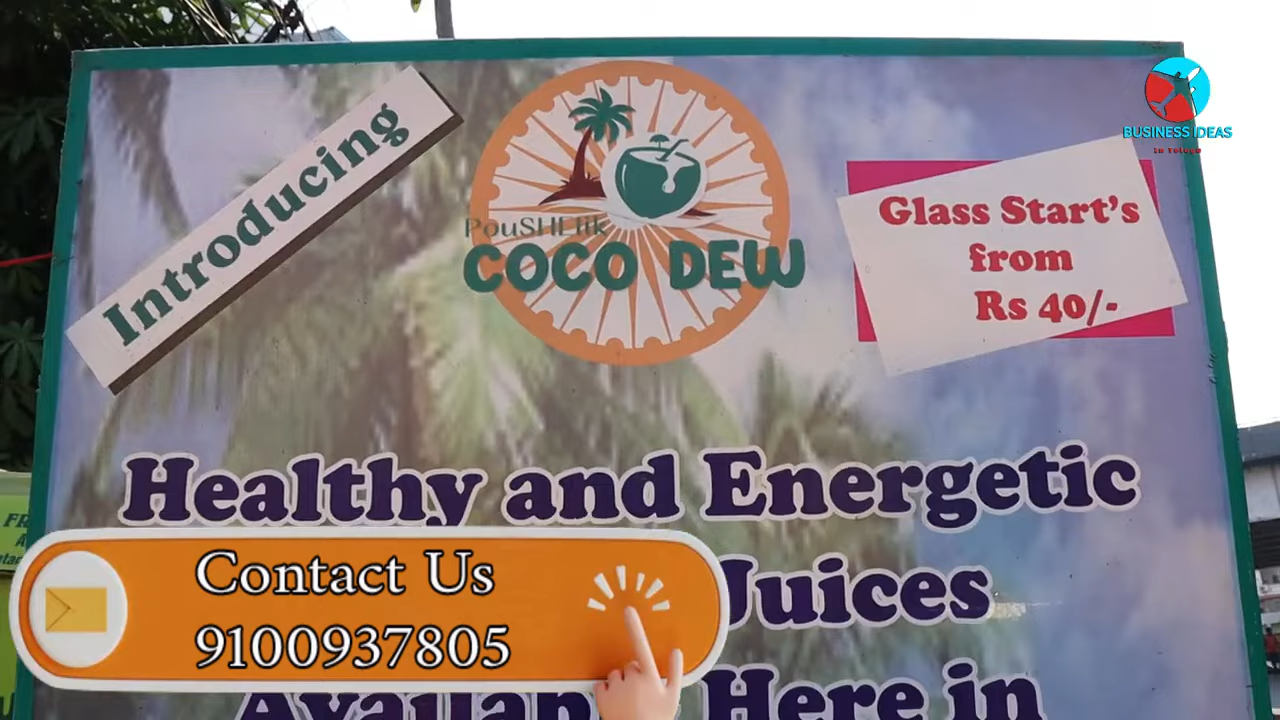 Introducing
PouSHLiik
COCO DEW
Glass Start's
from
Rs 40/-
BUSINESS IDEAS
In Telugu
Healthy and Energetic
Juices
Here in
Contact Us
9100937805